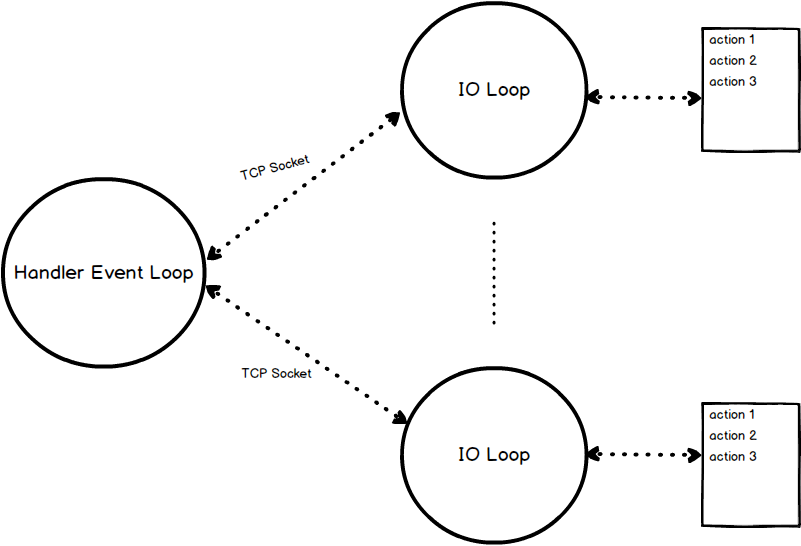 IO Loop
action 1
action 2
action 3
TCP Socket
Handler Event Loop
TCP Socket
IO Loop
action 1
action 2
action 3